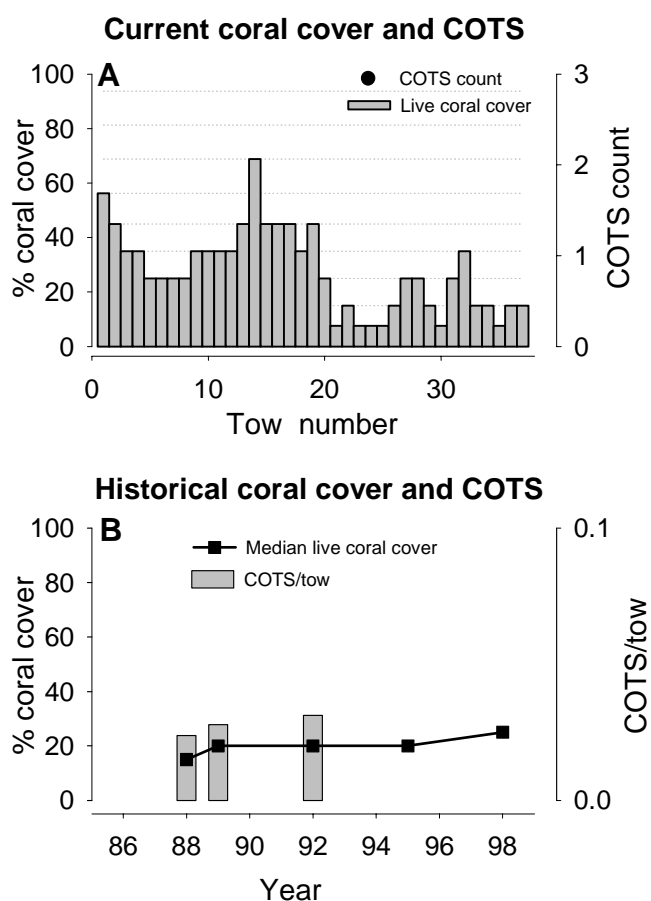 Current coral cover and COTS
A
COTS count
Live coral cover
% coral cover
100
80
60
40
20
0
3
2
1
0
COTS count
0 10 20 30
Tow number
Historical coral cover and COTS
B
Median live coral cover
COTS/tow
% coral cover
100
80
60
40
20
0
0.1
0.0
COTS/tow
86 88 90 92 94 96 98
Year